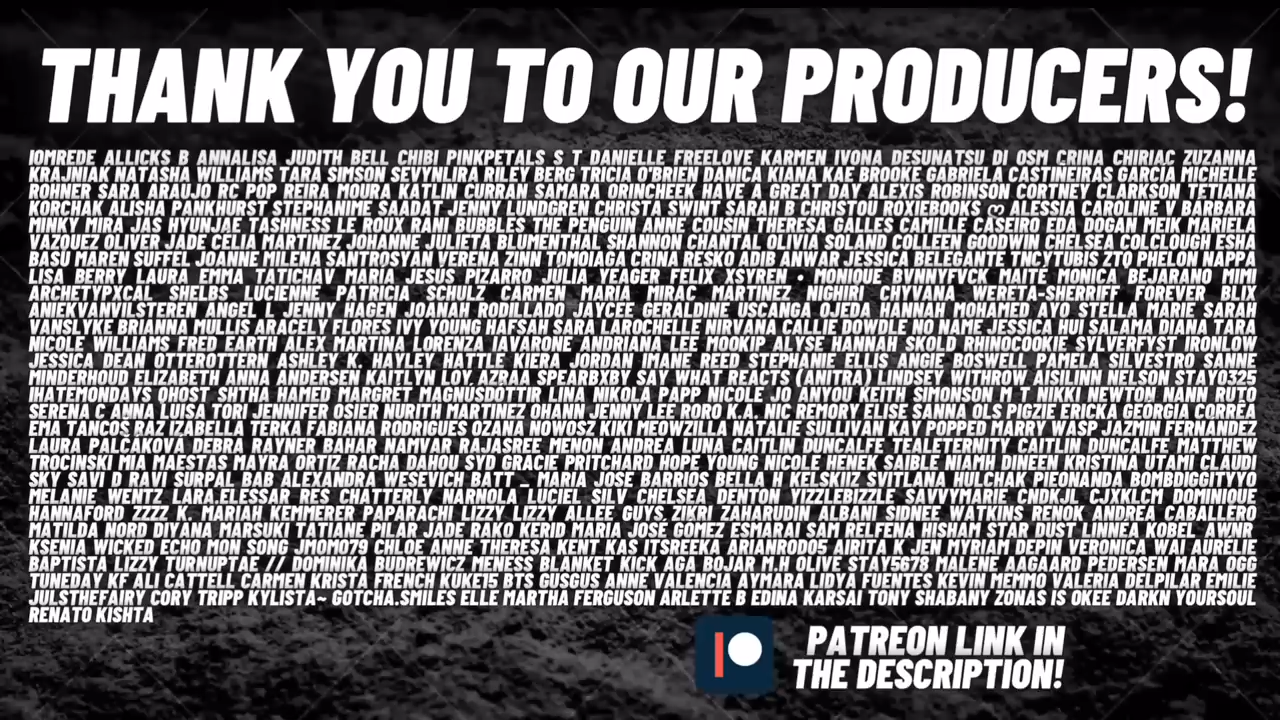 THANK YOU TO OUR PRODUCERS!
IOMREDE ALLICKS B ANNALISA JUDITH BELL CHIBI PINKPETALS S T DANIELLE FREELOVE KARMEN IVONA DESUNATSU DI OSM CRINA CHIRIAC ZUZANNA
KRAJNIAK NATASHA WILLIAMS TARA SIMSON SEVYNLIRA RILEY BERG TRICIA O'BRIEN DANICA KIANA KAE BROOKE GABRIELA CASTINEIRAS GARCIA MICHELLE
ROHNER SARA ARAUJO RC POP REIRA MOURA KATLIN CURRAN SAMARA ORINCHEEK HAVE A GREAT DAY ALEXIS ROBINSON CORTNEY CLARKSON TETIANA
KORCHAK ALISHA PANKHURST STEPHANIME SAADAT JENNY LUNDGREN CHRISTA SWINT SARAH B CHRISTOU ROXIEBOOKS ෆ ALESSIA CAROLINE V BARBARA
MINKY MIRA JAS HYUNJAE TASHNESS LE ROUX RANI BUBBLES THE PENGUIN ANNE COUSIN THERESA GALLES CAMILLE CASEIRO EDA DOGAN MEIK MARIELA
VAZQUEZ OLIVER JADE CELIA MARTINEZ JOHANNE JULIETA BLUMENTHAL SHANNON CHANTAL OLIVIA SOLAND COLLEEN GOODWIN CHELSEA COLCLOUGH ESHA
BASU MAREN SUFFEL JOANNE MILENA SANTROSYAN VERENA ZINN TOMOIAGA CRINA RESKO ADIB ANWAR JESSICA BELEGANTE TNCYTUBIS ZTO PHELON NAPPA
LISA BERRY LAURA EMMA TATICHAV MARIA JESUS PIZARRO JULIA YEAGER FELIX XSYREN • MONIQUE BVNNYFVCK MAITE MONICA BEJARANO MIMI
ARCHETYPXCAL SHELBS LUCIENNE PATRICIA SCHULZ CARMEN MARIA MIRAC MARTINEZ NGHIRI CHYVANA WERETA-SHERRIFF FOREVER BLIX
ANIEKVANVILSTEREN ANGEL L JENNY HAGEN JOANAH RODILLADO JAYCEE GERALDINE USCANGA OJEDA HANNAH MOHAMED AYO STELLA MARIE SARAH
VANSLYKE BRIANNA MULLIS ARACELY FLORES IVY YOUNG HAFSAH SARA LAROCHELLE NIRVANA CALLIE DOWDLE NO NAME JESSICA HUI SALAMA DIANA TARA
NICOLE WILLIAMS FRED EARTH ALEX MARTINA LORENZA IAVARONE ANDRIANA LEE MOOKIP ALYSE HANNAH SKOLD RHINOCOOKIE SYLVERFYST IRONLOW
JESSICA DEAN OTTEROTTERN ASHLEY K. HAYLEY HATTLE KIERA JORDAN IMANE REED STEPHANIE ELLIS ANGIE BOSWELL PAMELA SILVESTRO SANNE
MINDERHOUD ELIZABETH ANNA ANDERSEN KAITLYN LOY AZRAA SPEARBXBY SAY WHAT REACTS (ANITRA) LINDSEY WITHROW AISILINN NELSON STAY0325
IHATEMONDAYS QHOST SHTHA HAMED MARGRET MAGNUSDOTTIR LINA NIKOLA PAPP NICOLE JO ANYOU KEITH SIMONSON M T NIKKI NEWTON NANN RUTO
SERENA C ANNA LUISA TORI JENNIFER OSIER NURITH MARTINEZ OHANN JENNY LEE RORO K.A. NIC REMORY ELISE SANNA OLS PIGZIE ERICKA GEORGIA CORREA
EMA TANCOS RAZ IZABELLA TERKA FABIANA RODRIGUES OZANA NOWOSZ KIKI MEOWZILLA NATALIE SULLIVAN KAY POPPED MARRY WASP JAZMIN FERNANDEZ
LAURA PALČÁKOVÁ DEBRA RAYNER BAHAR NAMVAR RAJASREE MENON ANDREA LUNA CAITLIN DUNCALFE TEALETERNITY CAITLIN DUNCALFE MATTHEW
TROCINSKI MIA MAESTAS MAYRA ORTIZ RACHA DAHOU SYD GRACIE PRITCHARD HOPE YOUNG NICOLE HENEK SAIBLE NIAMH DINEEN KRISTINA UTAMI CLAUDI
SKY SAVI D RAVI SURPAL BAB ALEXANDRA WESEVICH BATT ~ MARIA JOSE BARRIOS BELLA H KELSKIIZ SVITLANA HULCHAK PIEONANDA BOMBDIGGITYYO
MELANIE WENTZ LARA.ELESSAR RES CHATTERLY NARNOLA LUCIEL SILV CHELSEA DENTON YIZZLEBIZZLE SAVVYMARIE CNDKJL CJXKLCM DOMINIQUE
HANNAFORD ZZZZ K. MARIAH KEMMERER PAPARACHI LIZZY LIZZY ALLEE GUYS ZIKRI ZAHARUDIN ALBANI SIDNEE WATKINS RENOK ANDREA CABALLERO
MATILDA NORD DIYANA MARSUKI TATIANE PILAR JADE RAKO KERID MARIA JOSE GOMEZ ESMARAI SAM RELFENA HISHAM STAR DUST LINNEA KOBEL AWNR
KSENIA WICKED ECHO MON SONG JMOMO79 CHLOE ANNE THERESA KENT KAS ITSREEKA ARIANROD05 AIRITA K JEN MYRIAM DEPIN VERONICA WAI AURELIE
BAPTISTA LIZZY TURNUPTAE // DOMINIKA BUDREWICZ MENESS BLANKET KICK AGA BOJAR M.H OLIVE STAY5678 MALENE AAGAARD PEDERSEN MARA OGG
TUNEDAY KF ALI CATTELL CARMEN KRISTA FRENCH KUKE15 BTS GUSGUS ANNE VALENCIA AYMARA LIDYA FUENTES KEVIN MEMMO VALERIA DELPILAR EMILIE
JULSTHEFAIRY CORY TRIPP KYLISTA~ GOTCHA.SMILES ELLE MARTHA FERGUSON ARLETTE B EDINA KARSAI TONY SHABANY ZONAS IS OKEE DARKN YOURSOUL
RENATO KISHTA
PATREON LINK IN
THE DESCRIPTION!